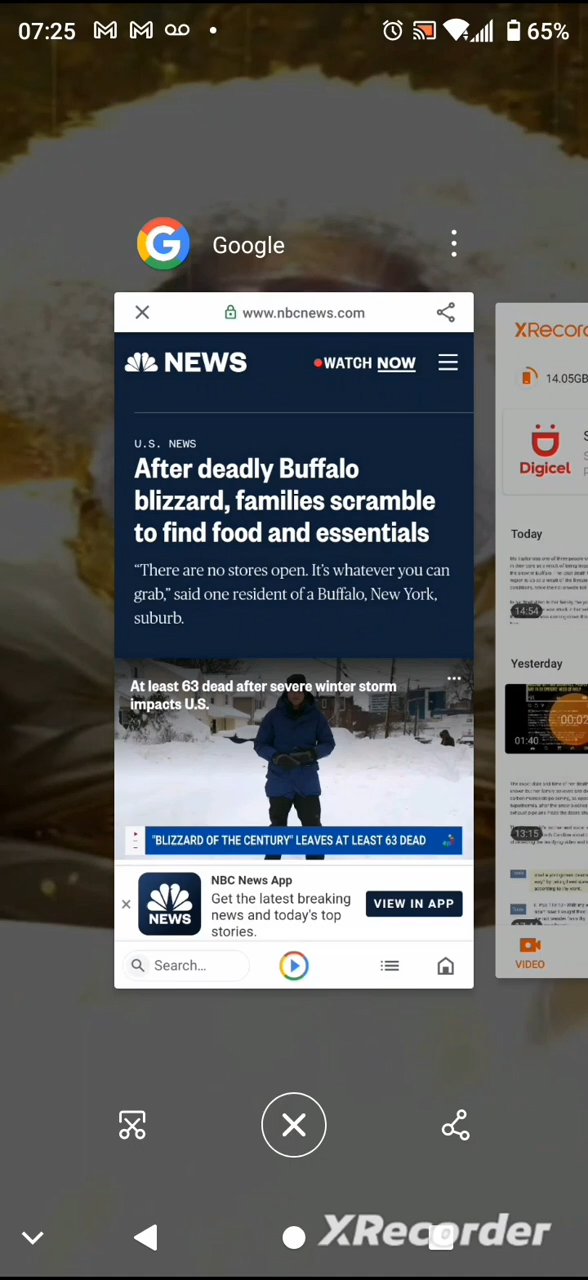 07:25
65%
Google
www.nbcnews.com
NEWS
WATCH NOW
U.S. NEWS
After deadly Buffalo
blizzard, families scramble
to find food and essentials
“There are no stores open. It’s whatever you can
grab,” said one resident of a Buffalo, New York,
suburb.
At least 63 dead after severe winter storm
impacts U.S.
"BLIZZARD OF THE CENTURY" LEAVES AT LEAST 63 DEAD
NBC News App
Get the latest breaking
news and today's top
stories.
NEWS
VIEW IN APP
Search...
XRecor
14.05GB
Digicel
Today
14:54
Yesterday
00:02
01:40
13:15
VIDEO
XRecorder